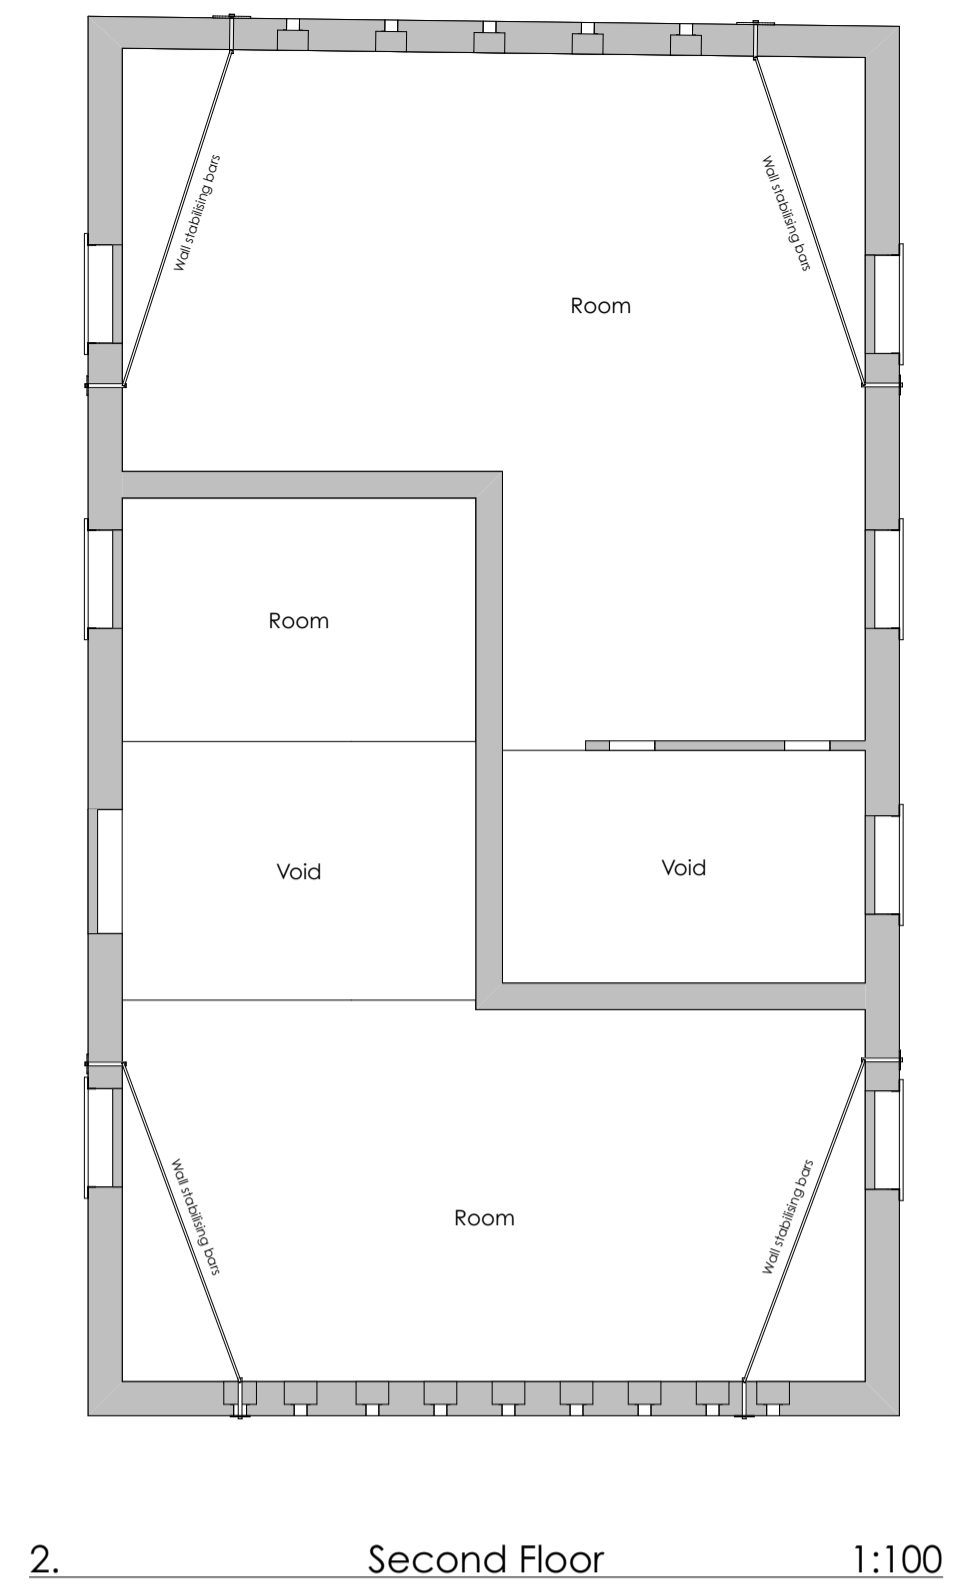 Wall stabilising bars
Wall stabilising bars
Room
Room
Void
Void
Wall stabilising bars
Wall stabilising bars
Room
2. Second Floor 1:100